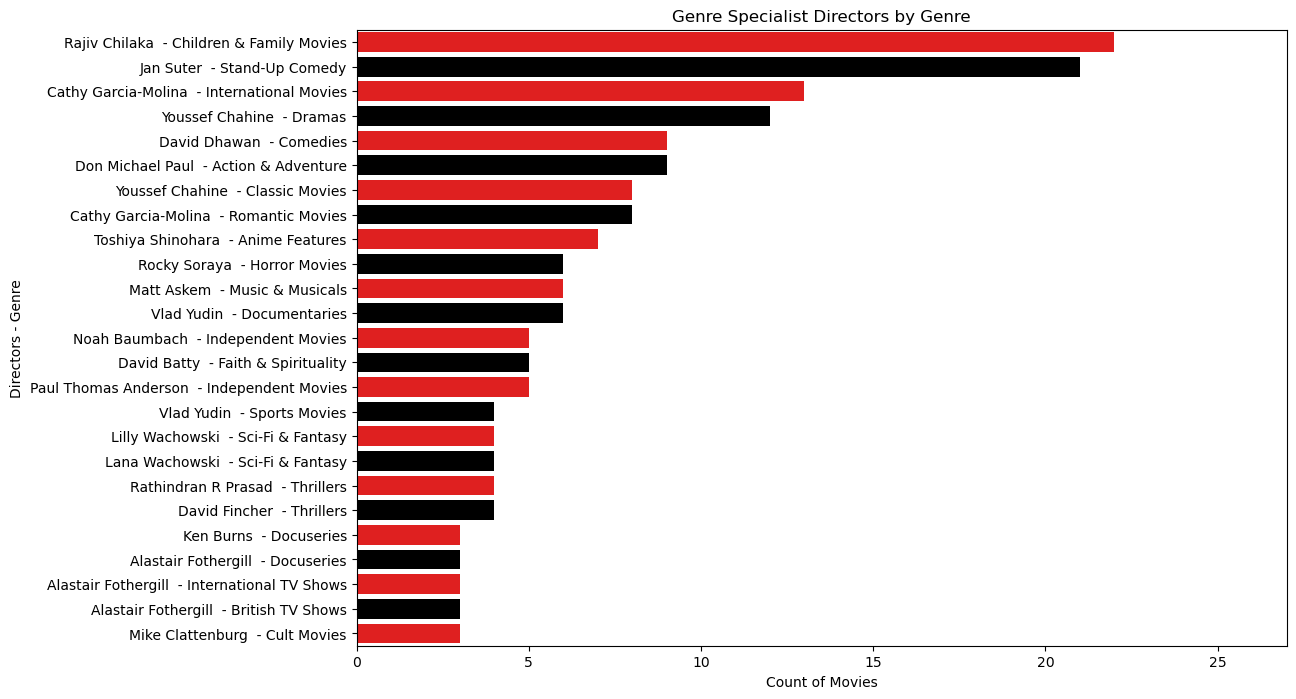 Genre Specialist Directors by Genre
Rajiv Chilaka  - Children & Family Movies
Jan Suter  - Stand-Up Comedy
Cathy Garcia-Molina  - International Movies
Youssef Chahine  - Dramas
David Dhawan  - Comedies
Don Michael Paul  - Action & Adventure
Youssef Chahine  - Classic Movies
Cathy Garcia-Molina  - Romantic Movies
Toshiya Shinohara  - Anime Features
Rocky Soraya  - Horror Movies
Matt Askem  - Music & Musicals
Vlad Yudin  - Documentaries
Noah Baumbach  - Independent Movies
David Batty  - Faith & Spirituality
Paul Thomas Anderson  - Independent Movies
Vlad Yudin  - Sports Movies
Lilly Wachowski  - Sci-Fi & Fantasy
Lana Wachowski  - Sci-Fi & Fantasy
Rathindran R Prasad  - Thrillers
David Fincher  - Thrillers
Ken Burns  - Docuseries
Alastair Fothergill  - Docuseries
Alastair Fothergill  - International TV Shows
Alastair Fothergill  - British TV Shows
Mike Clattenburg  - Cult Movies
Directors - Genre
0 5 10 15 20 25
Count of Movies